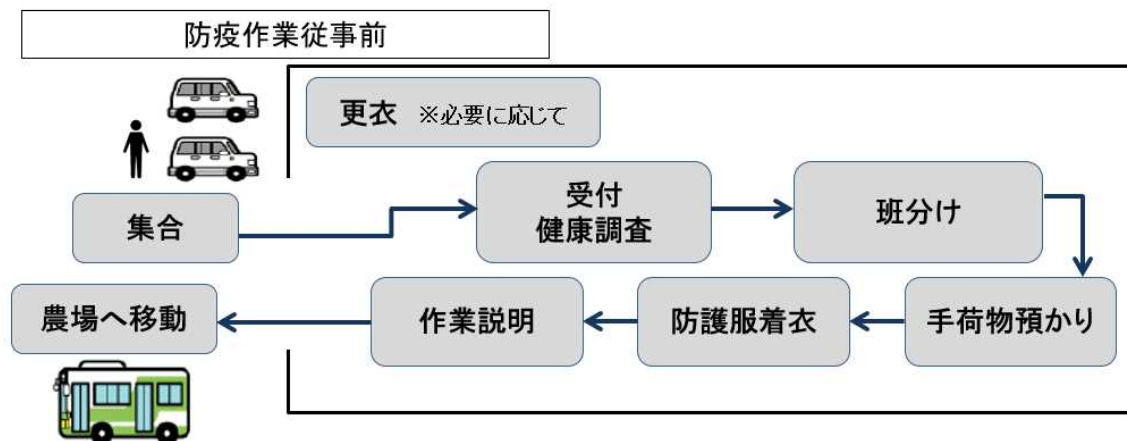 防疫作業従事前
更衣 ※必要に応じて
集合
受付
健康調査
班分け
手荷物預かり
防護服着衣
作業説明
農場へ移動